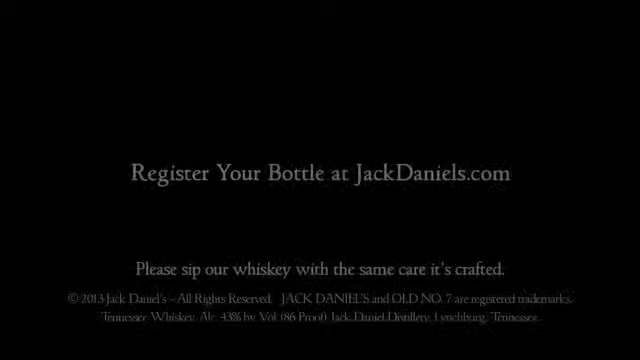 Register Your Bottle at JackDaniels.com
Please sip our whiskey with the same care it's crafted.
© 2013 Jack Daniel's – All Rights Reserved. JACK DANIEL'S and OLD NO. 7 are registered trademarks.
Tennessee Whiskey Alc. 43% by Vol. (86 Proof) Jack Daniel Distillery, Lynchburg, Tennessee.